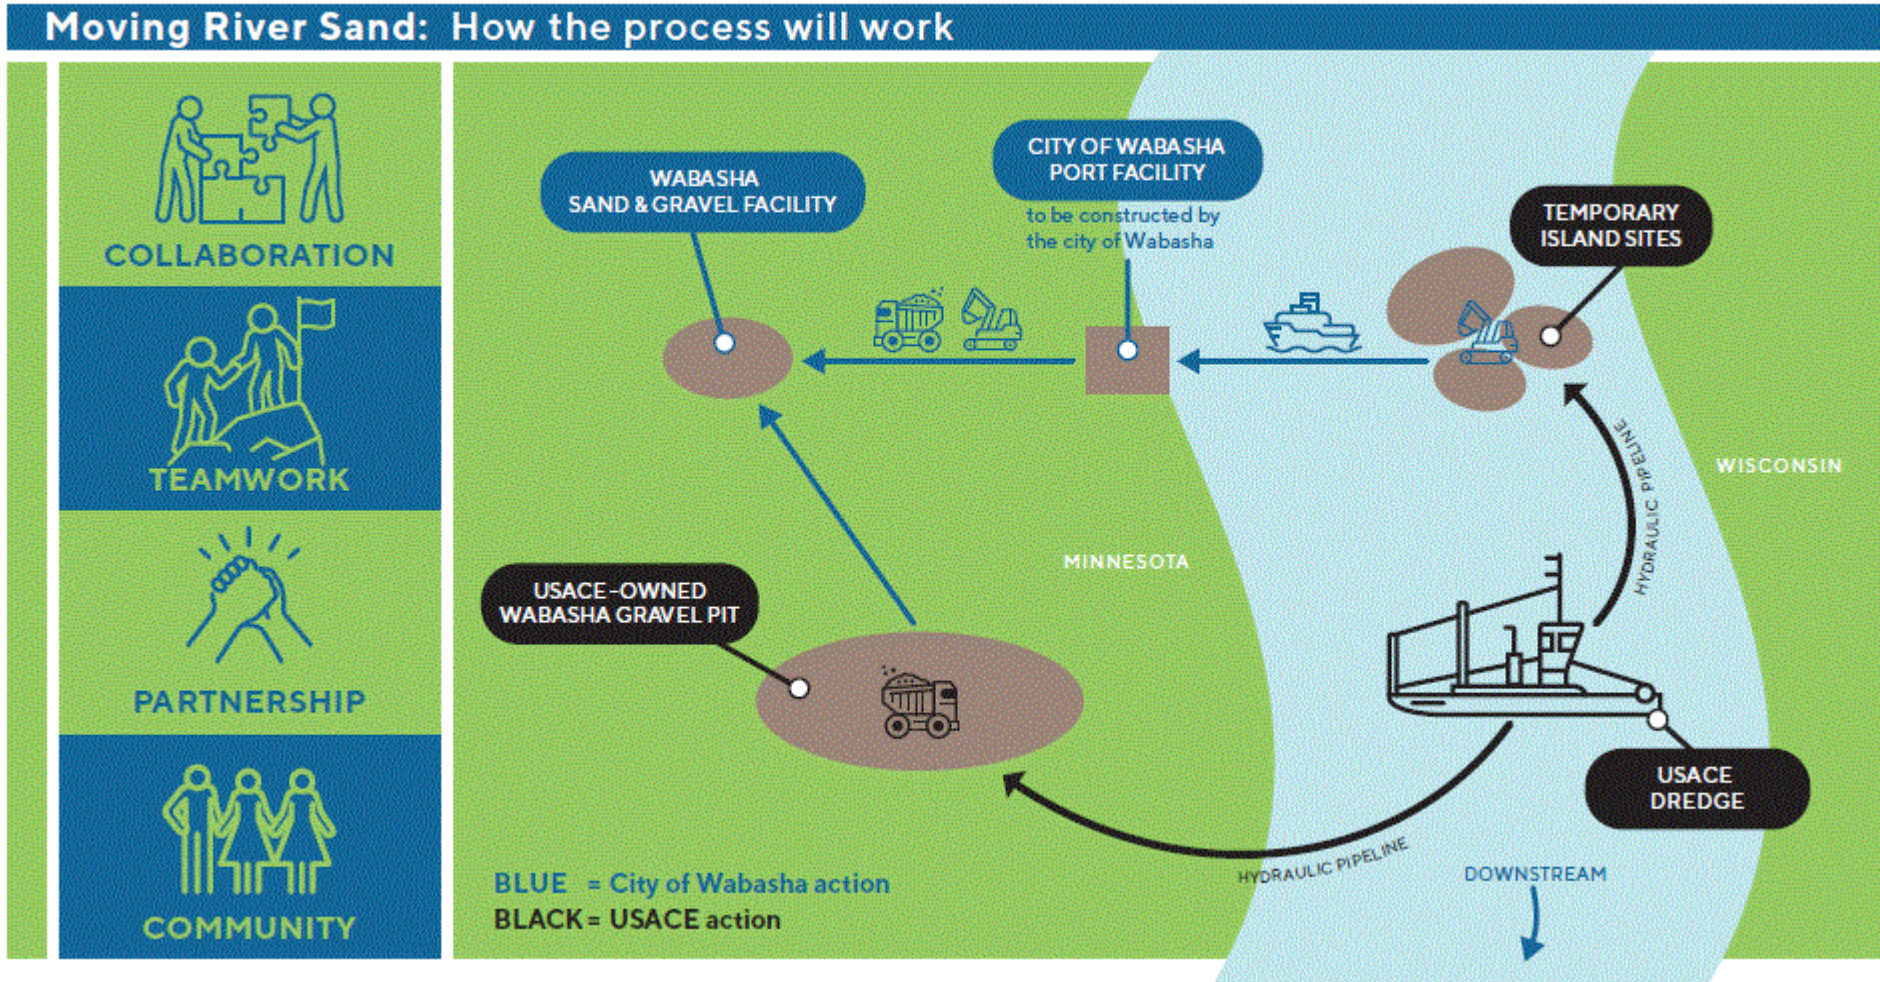 Moving River Sand: How the process will work
COLLABORATION
TEAMWORK
PARTNERSHIP
COMMUNITY
WABASHA
SAND & GRAVEL FACILITY
CITY OF WABASHA
PORT FACILITY
to be constructed by
the city of Wabasha
TEMPORARY
ISLAND SITES
HYDRAULIC PIPELINE
WISCONSIN
MINNESOTA
USACE-OWNED
WABASHA GRAVEL PIT
USACE
DREDGE
HYDRAULIC PIPELINE
DOWNSTREAM
BLUE = City of Wabasha action
BLACK = USACE action